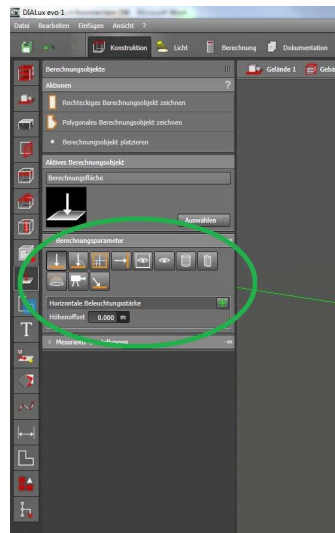 DIALux evo 1
Datei Bearbeiten Einfügen Ansicht ?
Konstruktion Licht Berechnung Dokumentation
Berechnungsobjekte
Gelände 1
Aktionen ?
Rechteckiges Berechnungsobjekt zeichnen
Polygonales Berechnungsobjekt zeichnen
Berechnungsobjekt platzieren
Aktives Berechnungsobjekt
Berechnungsfläche
Auswählen
Berechnungsparameter
Horizontale Beleuchtungsstärke
Höhenoffset 0.000 m
T